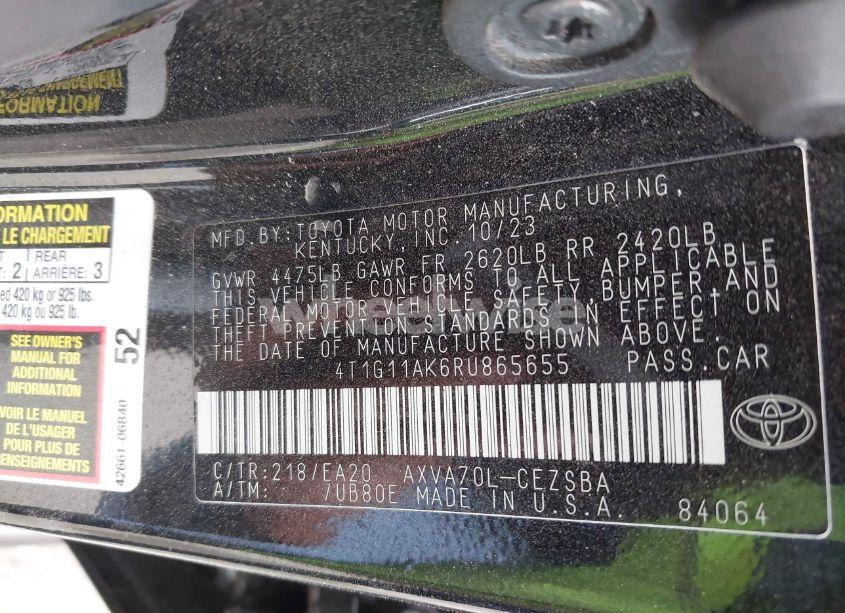 CHARGEMENT
FORMATION
ORMATION
LE CHARGEMENT
T
2
REAR
ARRIÈRE 3
ed 420 kg or 925 lbs.
420 kg ou 925 lb.
SEE OWNER'S
MANUAL FOR
ADDITIONAL
INFORMATION
VOIR LE MANUEL
DE L'USAGER
POUR PLUS DE
RENSEIGNEMENTS
52
42661-06B40
MFD.BY:TOYOTA MOTOR MANUFACTURING,
KENTUCKY,INC.10/23
GVWR 4475LB GAWR FR 2620LB RR 2420LB
THIS VEHICLE CONFORMS TO ALL APPLICABLE
FEDERAL MOTOR VEHICLE SAFETY,BUMPER,AND
THEFT PREVENTION STANDARDS IN EFFECT ON
THE DATE OF MANUFACTURE SHOWN ABOVE.
4T1G11AK6RU865655 PASS.CAR
C/TR:218/EA20 AXVA70L-CEZSBA
A/TM: /UB80E MADE IN U.S.A. 84064